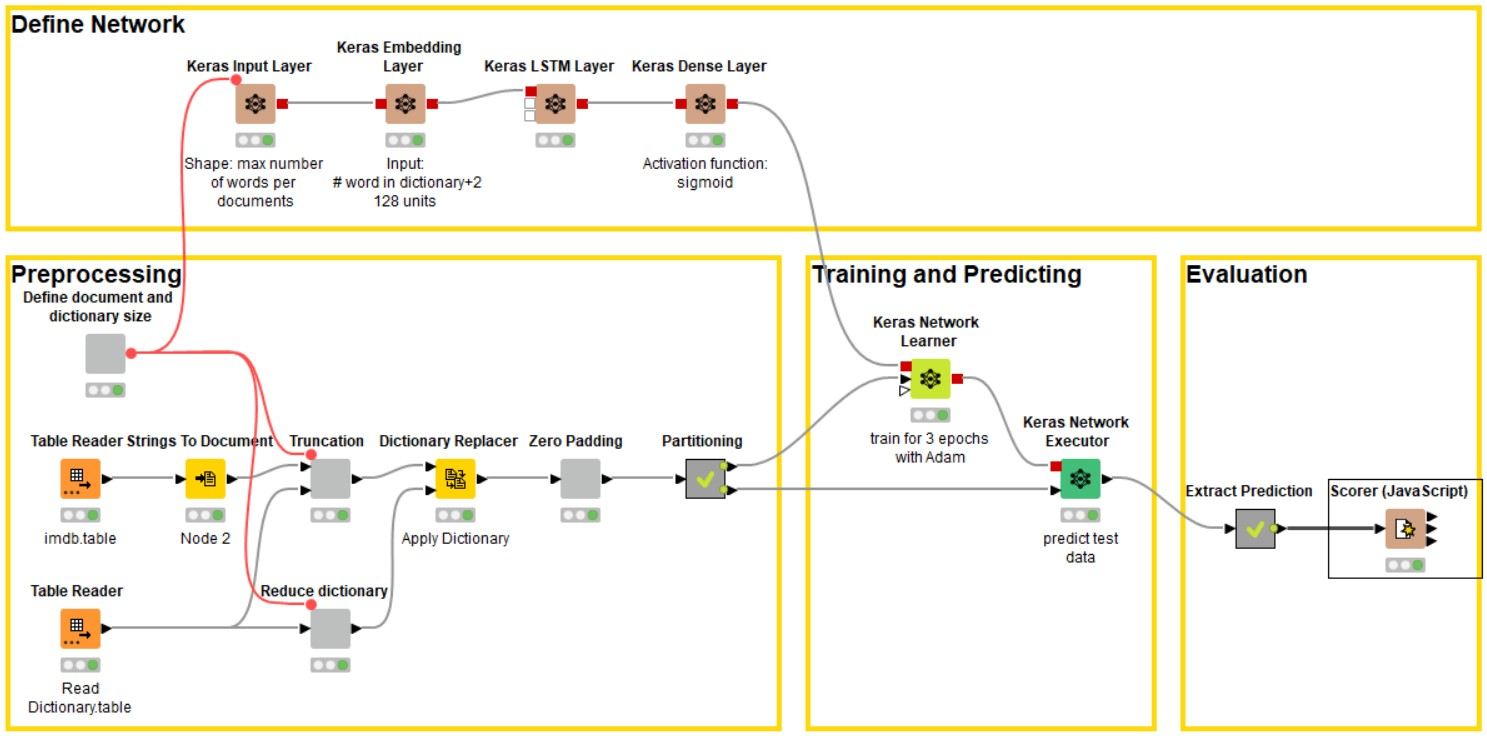 Define Network
Keras Input Layer
Keras Embedding
Layer
Keras LSTM Layer
Keras Dense Layer
Shape: max number
of words per
documents
Input:
# word in dictionary+2
128 units
Activation function:
sigmoid
Preprocessing
Define document and
dictionary size
Table Reader
Strings To Document
Truncation
Dictionary Replacer
Zero Padding
Partitioning
imdb.table
Node 2
Apply Dictionary
Table Reader
Reduce dictionary
Read
Dictionary.table
Training and Predicting
Keras Network
Learner
train for 3 epochs
with Adam
Keras Network
Executor
predict test
data
Evaluation
Extract Prediction
Scorer (JavaScript)